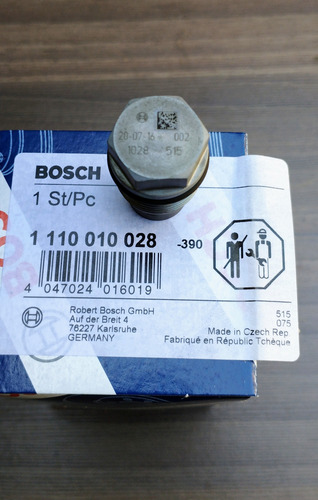 20-07-16 002
1028 515
BOSCH
1 St/Pc
1 110 010 028 -390
4 047024 016019
Robert Bosch GmbH
Auf der Breit 4
76227 Karlsruhe
GERMANY
515
075
Made in Czech Rep.
Fabriqué en République Tchèque